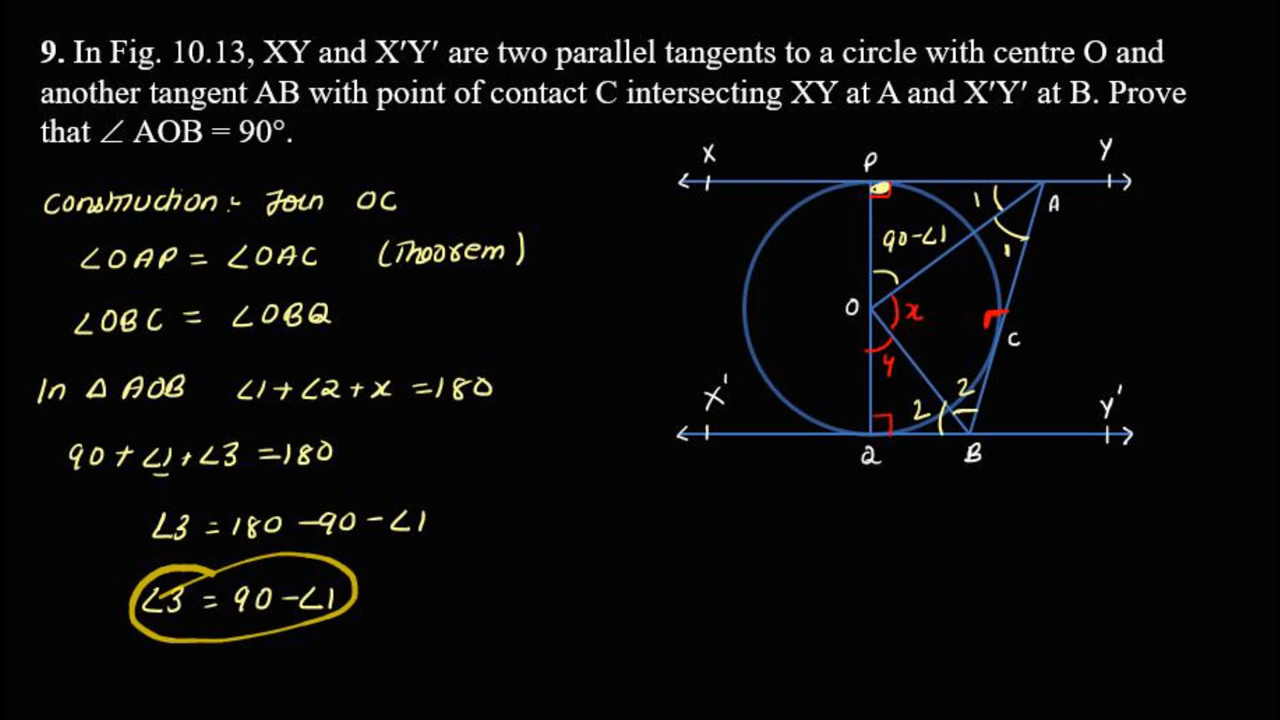 9. In Fig. 10.13, XY and X′Y′ are two parallel tangents to a circle with centre O and
another tangent AB with point of contact C intersecting XY at A and X′Y′ at B. Prove
that ∠ AOB = 90°.
Construction :- Join OC
∠OAP = ∠OAC (Theorem)
∠OBC = ∠OBQ
In △ AOB ∠1+∠2+x =180
90+∠1+∠3 =180
∠3 =180-90-∠1
∠3 = 90-∠1
X P Y
1 A
90-∠1 1
O x
C
4
X' 2 2 Y'
Q B